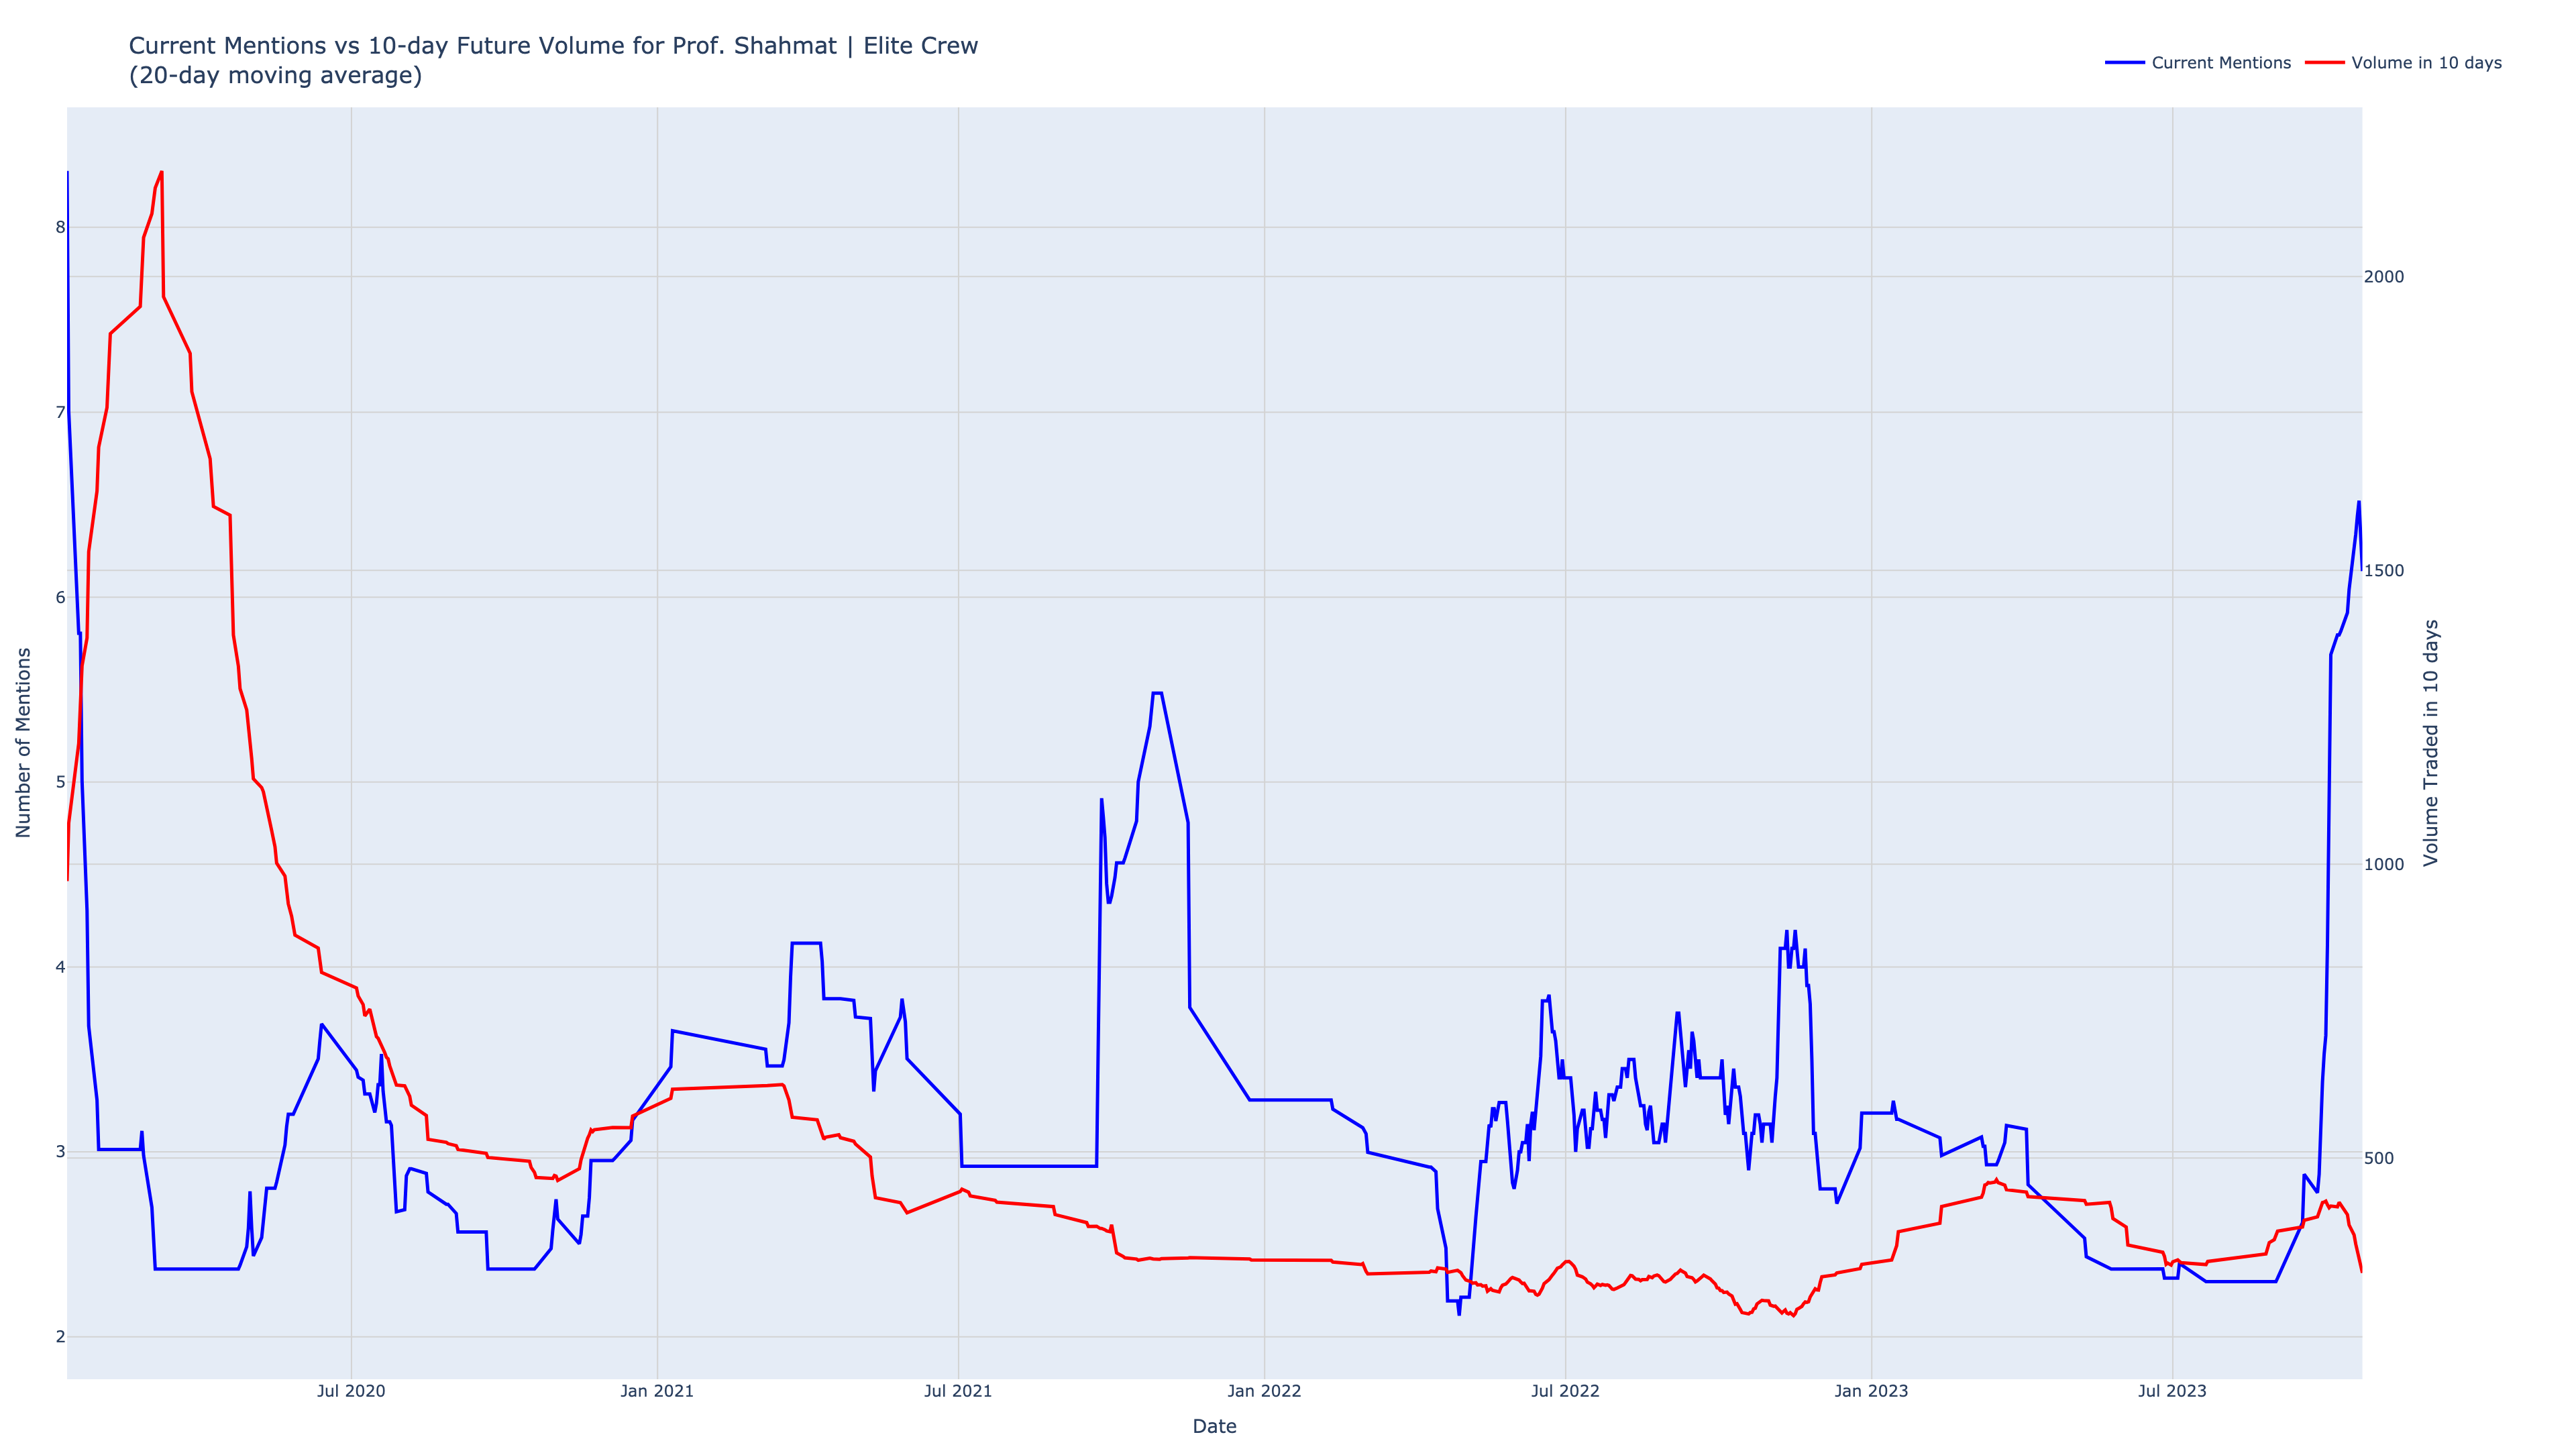 Current Mentions vs 10-day Future Volume for Prof. Shahmat | Elite Crew
(20-day moving average)
Current Mentions
Volume in 10 days
8
7
6
5
4
3
2
Number of Mentions
2000
1500
1000
500
Volume Traded in 10 days
Jul 2020
Jan 2021
Jul 2021
Jan 2022
Jul 2022
Jan 2023
Jul 2023
Date